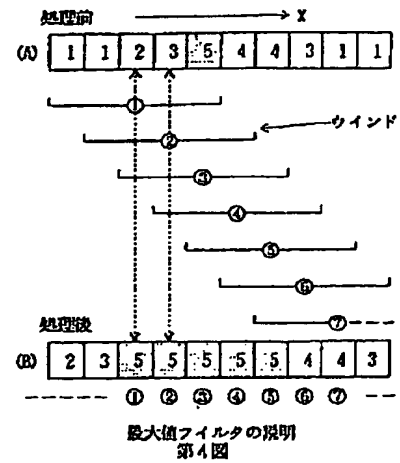 処理前 X
(A) 1 1 2 3 5 4 4 3 1 1
①
② ウインド
③
④
⑤
⑥
⑦
処理後
(B) 2 3 5 5 5 5 5 4 4 3
① ② ③ ④ ⑤ ⑥ ⑦
最大値フイルタの説明
第4図